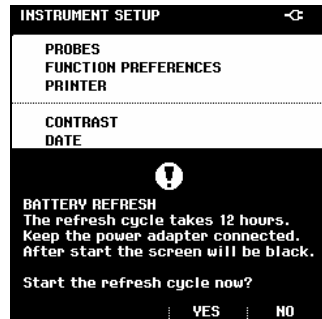 INSTRUMENT SETUP
PROBES
FUNCTION PREFERENCES
PRINTER
CONTRAST
DATE
BATTERY REFRESH
The refresh cycle takes 12 hours.
Keep the power adapter connected.
After start the screen will be black.
Start the refresh cycle now?
YES NO